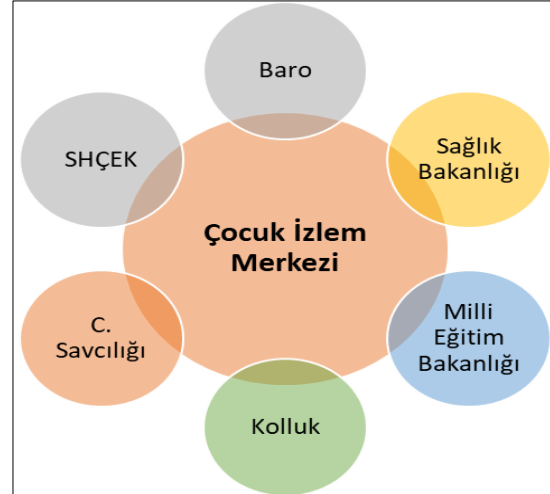 Baro
SHÇEK
Sağlık
Bakanlığı
Çocuk İzlem
Merkezi
C.
Savcılığı
Milli
Eğitim
Bakanlığı
Kolluk